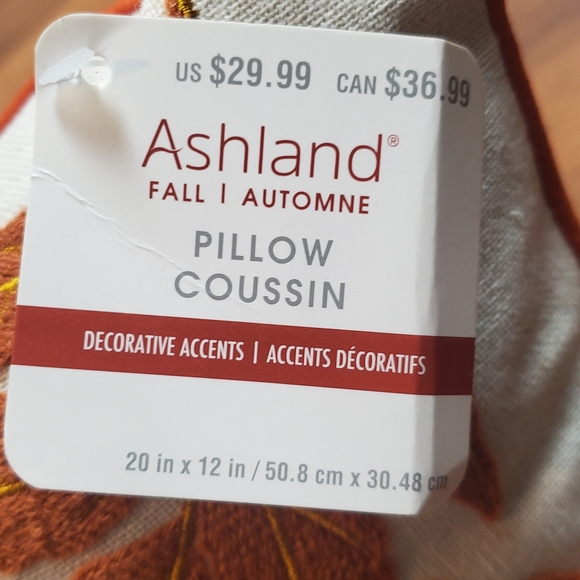 US $29.99 CAN $36.99
Ashland®
FALL | AUTOMNE
PILLOW
COUSSIN
DECORATIVE ACCENTS | ACCENTS DÉCORATIFS
20 in x 12 in / 50.8 cm x 30.48 cm